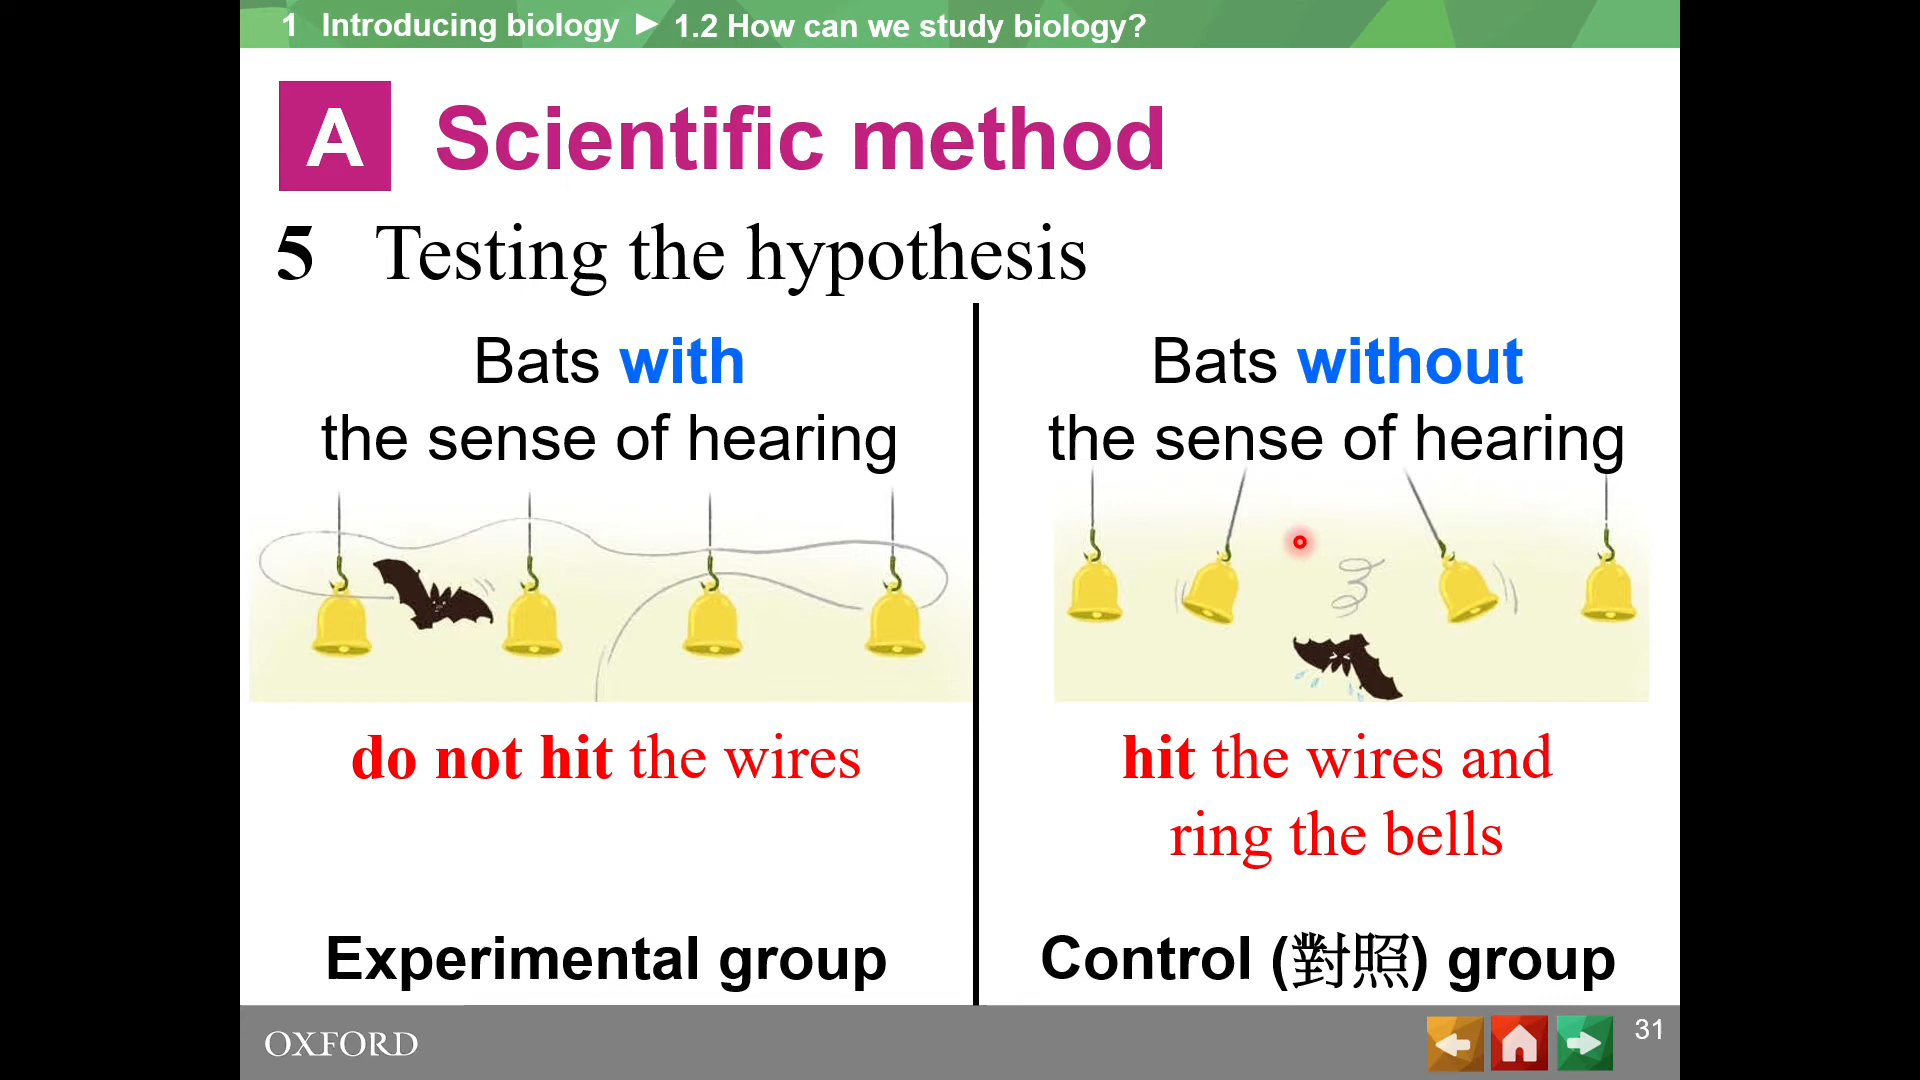 1 Introducing biology ► 1.2 How can we study biology?
A Scientific method
5 Testing the hypothesis
Bats with
the sense of hearing
do not hit the wires
Experimental group
Bats without
the sense of hearing
hit the wires and
ring the bells
Control (對照) group
OXFORD
31